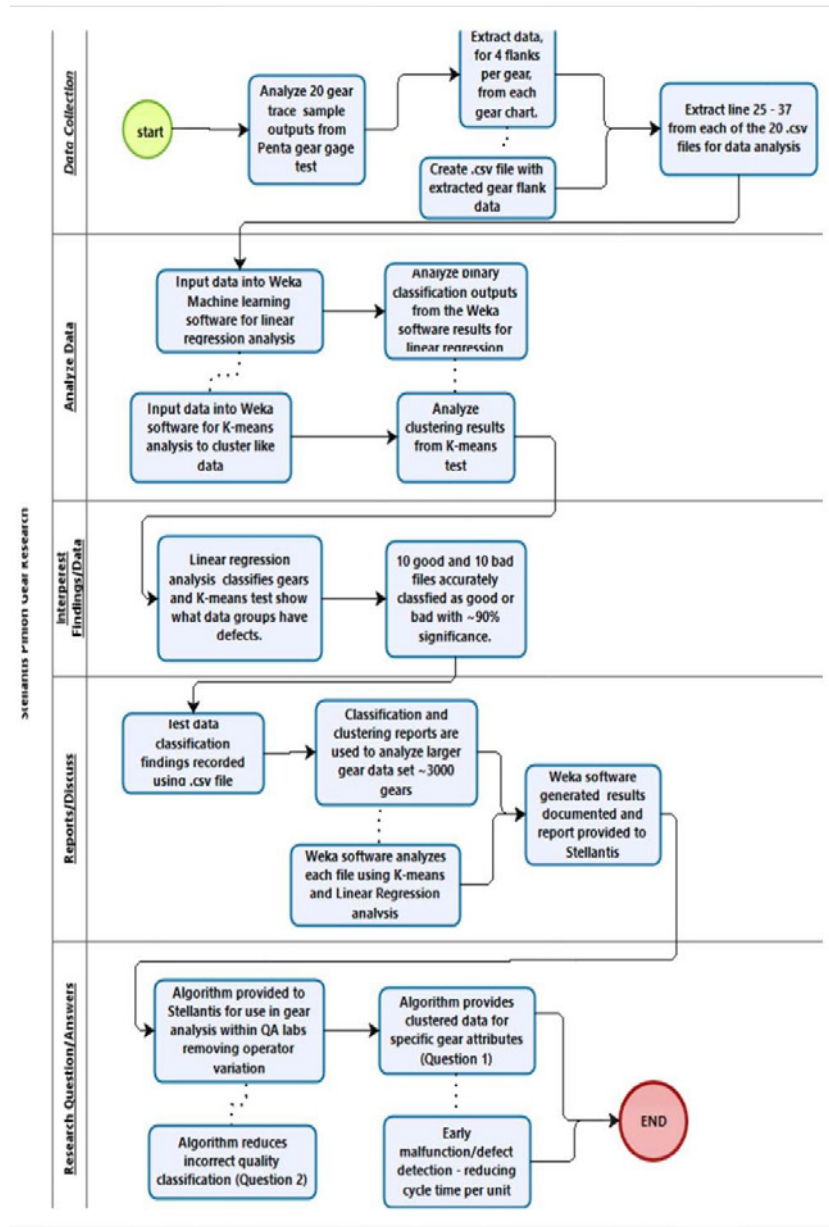 Stellantis Pinion Gear Research
Data Collection
start
Analyze 20 gear
trace sample
outputs from
Penta gear gage
test
Extract data,
for 4 flanks
per gear,
from each
gear chart.
Create .csv file with
extracted gear flank
data
Extract line 25 - 37
from each of the 20 .csv
files for data analysis
Analyze Data
Input data into Weka
Machine learning
software for linear
regression analysis
Analyze binary
classification outputs
from the Weka
software results for
linear regression
Input data into Weka
software for K-means
analysis to cluster like
data
Analyze
clustering results
from K-means
test
Interperest
Findings/Data
Linear regression
analysis classifies gears
and K-means test show
what data groups have
defects.
10 good and 10 bad
files accurately
classfied as good or
bad with ~90%
significance.
Reports/Discuss
Test data
classification
findings recorded
using .csv file
Classification and
clustering reports are
used to analyze larger
gear data set ~3000
gears
Weka software analyzes
each file using K-means
and Linear Regression
analysis
Weka software
generated results
documented and
report provided to
Stellantis
Research Question/Answers
Algorithm provided to
Stellantis for use in gear
analysis within QA labs
removing operator
variation
Algorithm provides
clustered data for
specific gear attributes
(Question 1)
Algorithm reduces
incorrect quality
classification (Question 2)
Early
malfunction/defect
detection - reducing
cycle time per unit
END